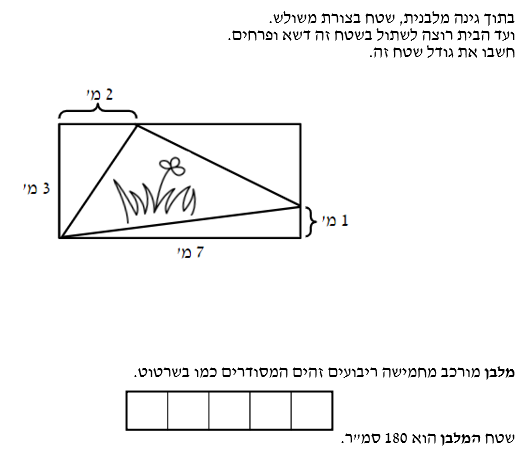 בתוך גינה מלבנית, שטח בצורת משולש.
ועד הבית רוצה לשתול בשטח זה דשא ופרחים.
חשבו את גודל שטח זה.
2 מ'
3 מ'
1 מ'
7 מ'
מלבן מורכב מחמישה ריבועים זהים המסודרים כמו בשרטוט.
שטח המלבן הוא 180 סמ"ר.